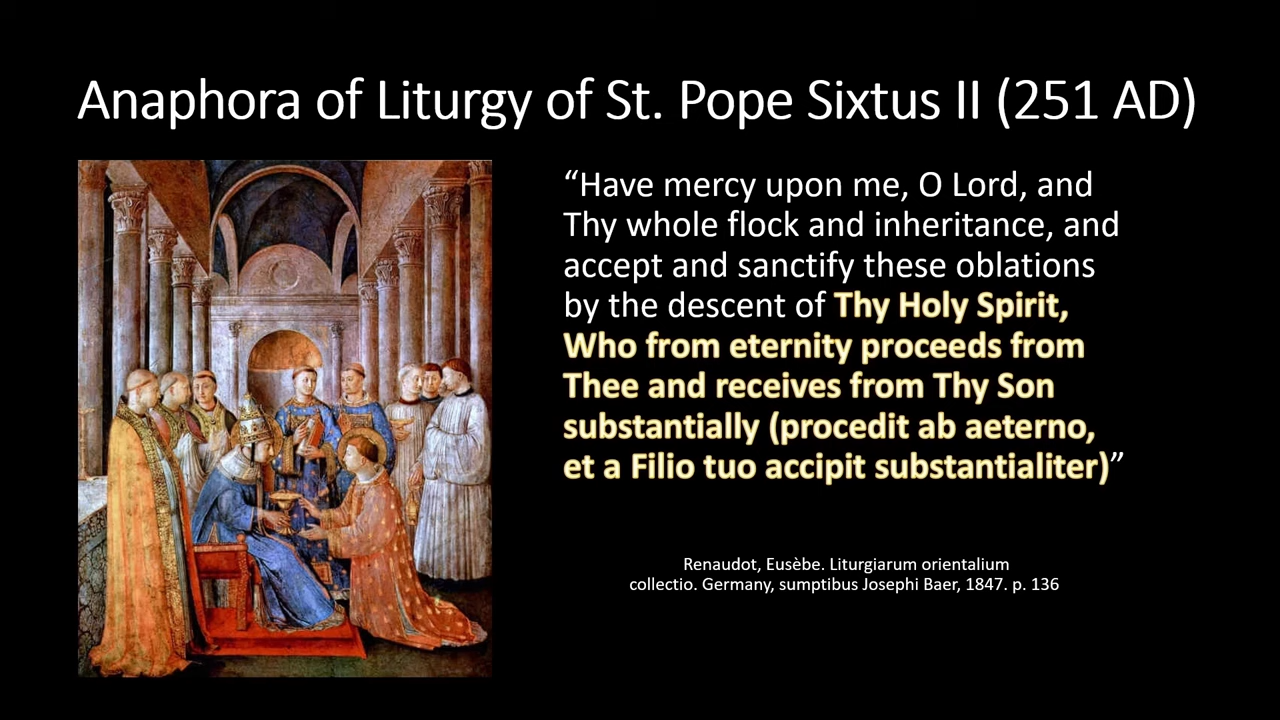 Anaphora of Liturgy of St. Pope Sixtus II (251 AD)
“Have mercy upon me, O Lord, and
Thy whole flock and inheritance, and
accept and sanctify these oblations
by the descent of Thy Holy Spirit,
Who from eternity proceeds from
Thee and receives from Thy Son
substantially (procedit ab aeterno,
et a Filio tuo accipit substantialiter)”
Renaudot, Eusèbe. Liturgiarum orientalium
collectio. Germany, sumptibus Josephi Baer, 1847. p. 136